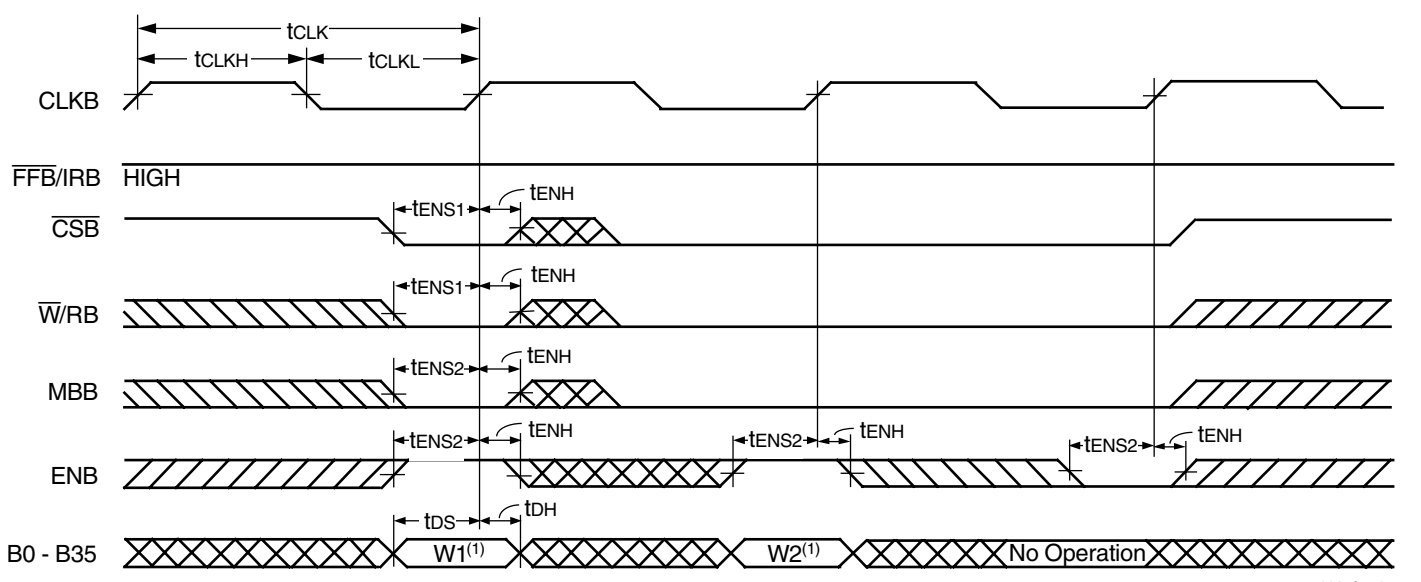 tCLK
tCLKH tCLKL
CLKB
FFB/IRB HIGH
tENS1 tENH
CSB
tENS1 tENH
W/RB
tENS2 tENH
MBB
tENS2 tENH tENS2 tENH tENS2 tENH
ENB
tDS tDH
B0 - B35 W1(1) W2(1) No Operation